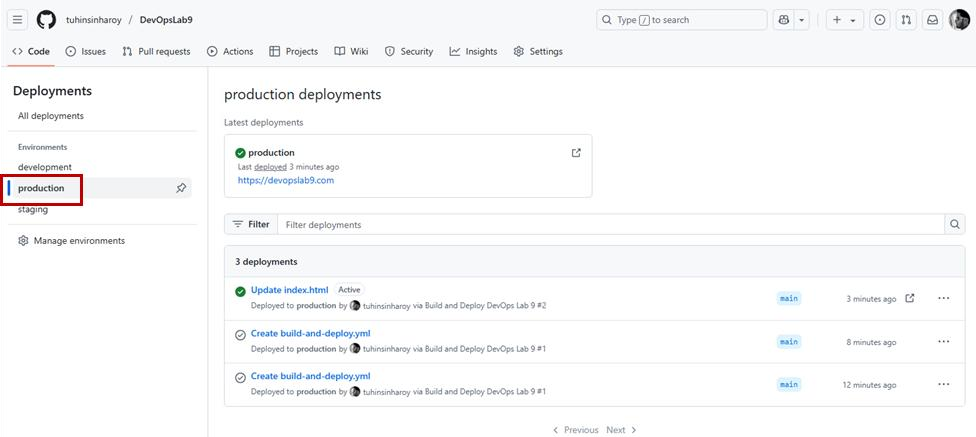 tuhinsinharoy / DevOpsLab9
Type / to search
Code Issues Pull requests Actions Projects Wiki Security Insights Settings
Deployments
All deployments
Environments
development
production
staging
Manage environments
production deployments
Latest deployments
production
Last deployed 3 minutes ago
https://devopslab9.com
Filter Filter deployments
3 deployments
Update index.html Active
Deployed to production by tuhinsinharoy via Build and Deploy DevOps Lab 9 #2
main 3 minutes ago
Create build-and-deploy.yml
Deployed to production by tuhinsinharoy via Build and Deploy DevOps Lab 9 #1
main 8 minutes ago
Create build-and-deploy.yml
Deployed to production by tuhinsinharoy via Build and Deploy DevOps Lab 9 #1
main 12 minutes ago
Previous Next